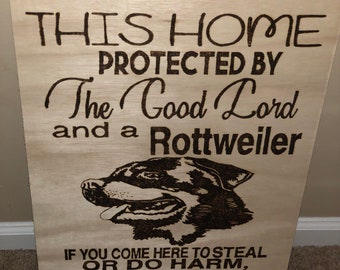 THIS HOME
PROTECTED BY
The Good Lord
and a Rottweiler
IF YOU COME HERE TO STEAL
OR DO HARM,